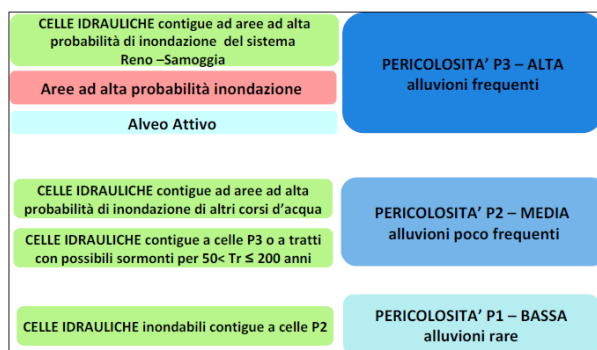 CELLE IDRAULICHE contigue ad aree ad alta
probabilità di inondazione del sistema
Reno –Samoggia
Aree ad alta probabilità inondazione
Alveo Attivo
PERICOLOSITA’ P3 – ALTA
alluvioni frequenti
CELLE IDRAULICHE contigue ad aree ad alta
probabilità di inondazione di altri corsi d’acqua
CELLE IDRAULICHE contigue a celle P3 o a tratti
con possibili sormonti per 50< Tr ≤ 200 anni
PERICOLOSITA’ P2 – MEDIA
alluvioni poco frequenti
CELLE IDRAULICHE inondabili contigue a celle P2
PERICOLOSITA’ P1 – BASSA
alluvioni rare